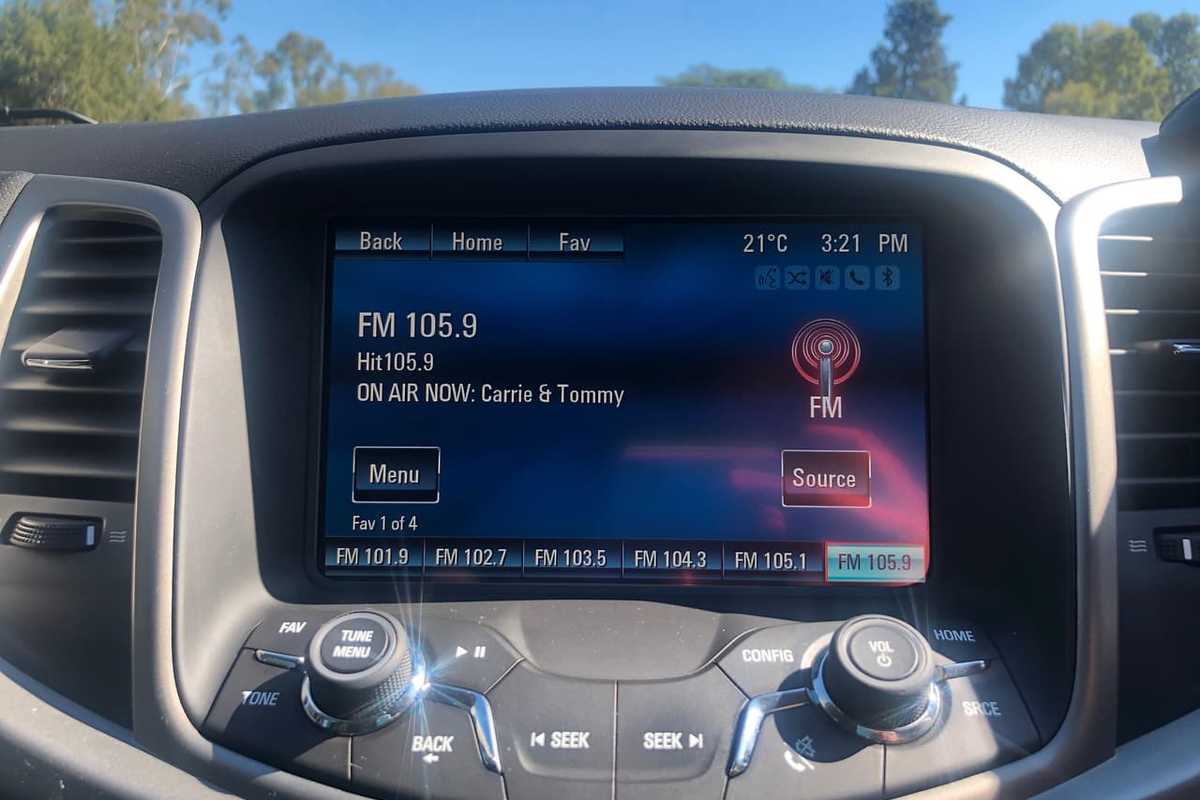 Back Home Fav 21°C 3:21 PM
FM 105.9
Hit105.9
ON AIR NOW: Carrie & Tommy
FM
Menu
Source
Fav 1 of 4
FM 101.9 FM 102.7 FM 103.5 FM 104.3 FM 105.1 FM 105.9
FAV
TUNE
MENU
CONFIG
VOL
HOME
TONE
SRCE
BACK
SEEK
SEEK